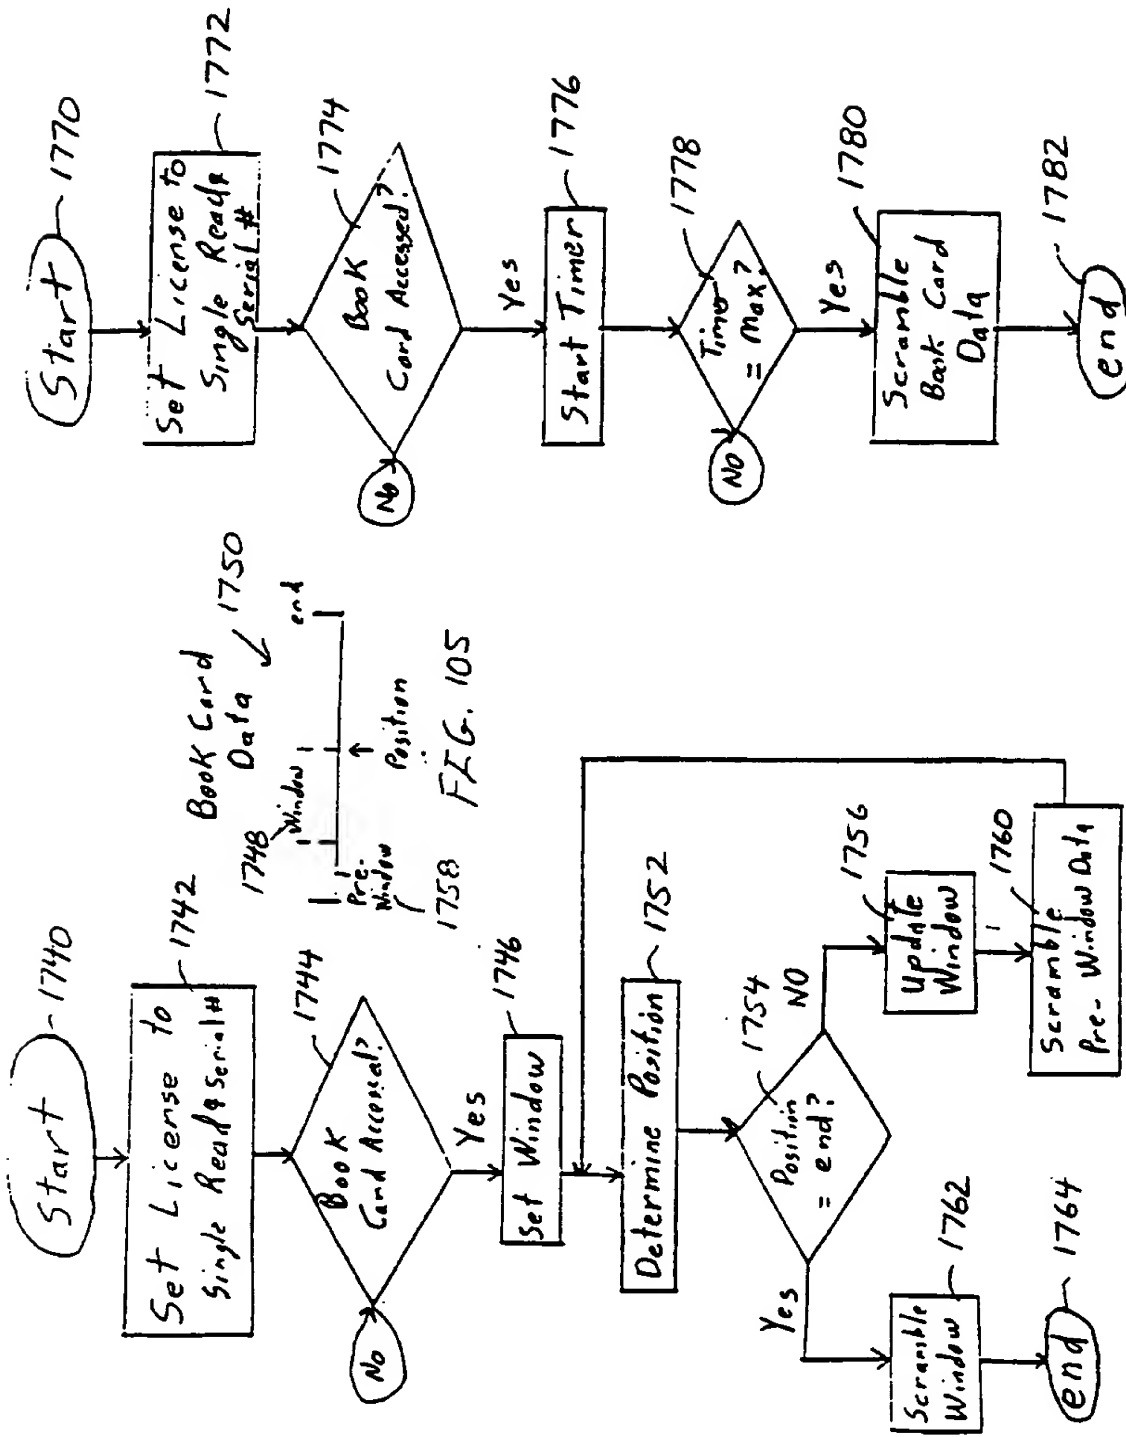 Start
1740
Set License to
Single Read & Serial #
1742
Book
Card Accessed?
1744
No
Yes
Set Window
1746
Determine Position
1752
Position
= end?
1754
Yes
NO
Scramble
Window
1762
end
1764
Update
Window
1756
Scramble
Pre-Window Data
1760
Book Card
Data
1750
1748
Window
end
Pre-
Window
1758
Position
FIG. 105
Start
1770
Set License to
Single Read &
Serial #
1772
Book
Card Accessed?
1774
No
Yes
Start Timer
1776
Timer
= Max?
1778
NO
Yes
Scramble
Book Card
Data
1780
end
1782